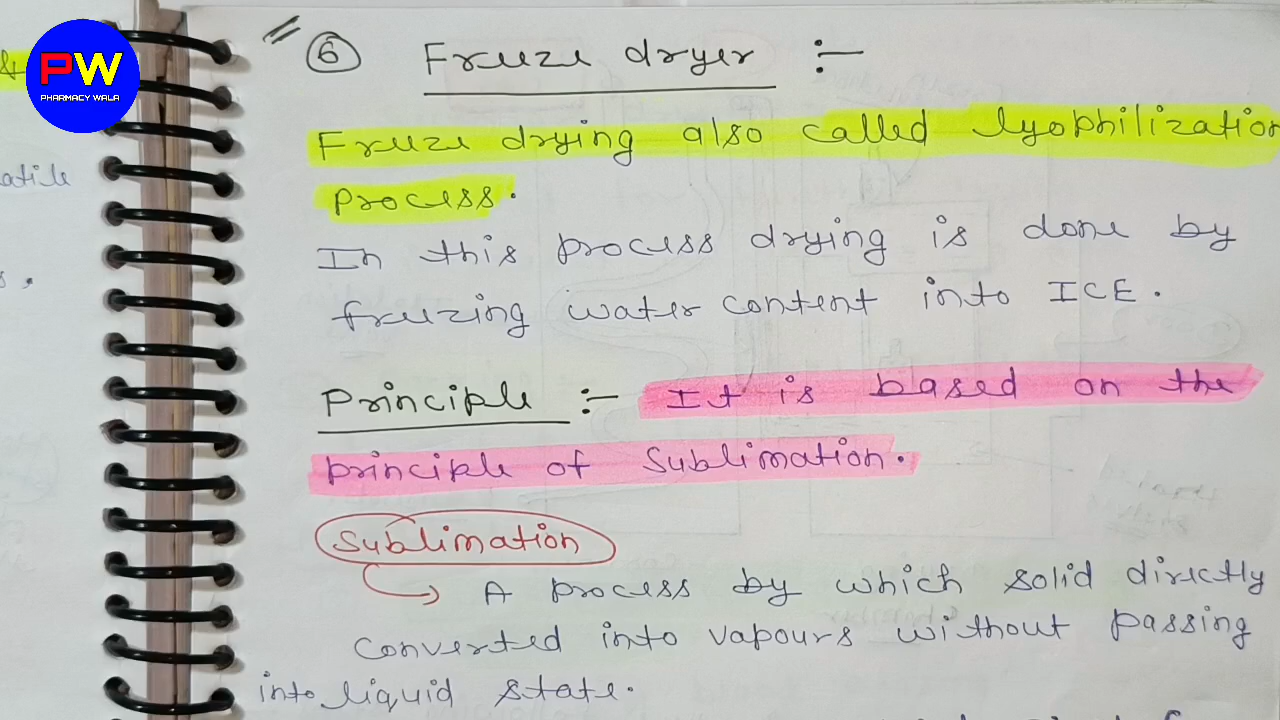 PW
PHARMACY WALA
&
atile
s.
6 Freeze dryer :-
Freeze drying also called lyophilization
process.
In this process drying is done by
freezing water content into ICE.
Principle :- It is based on the
principle of Sublimation.
Sublimation
→ A process by which solid directly
converted into vapours without passing
into liquid state.